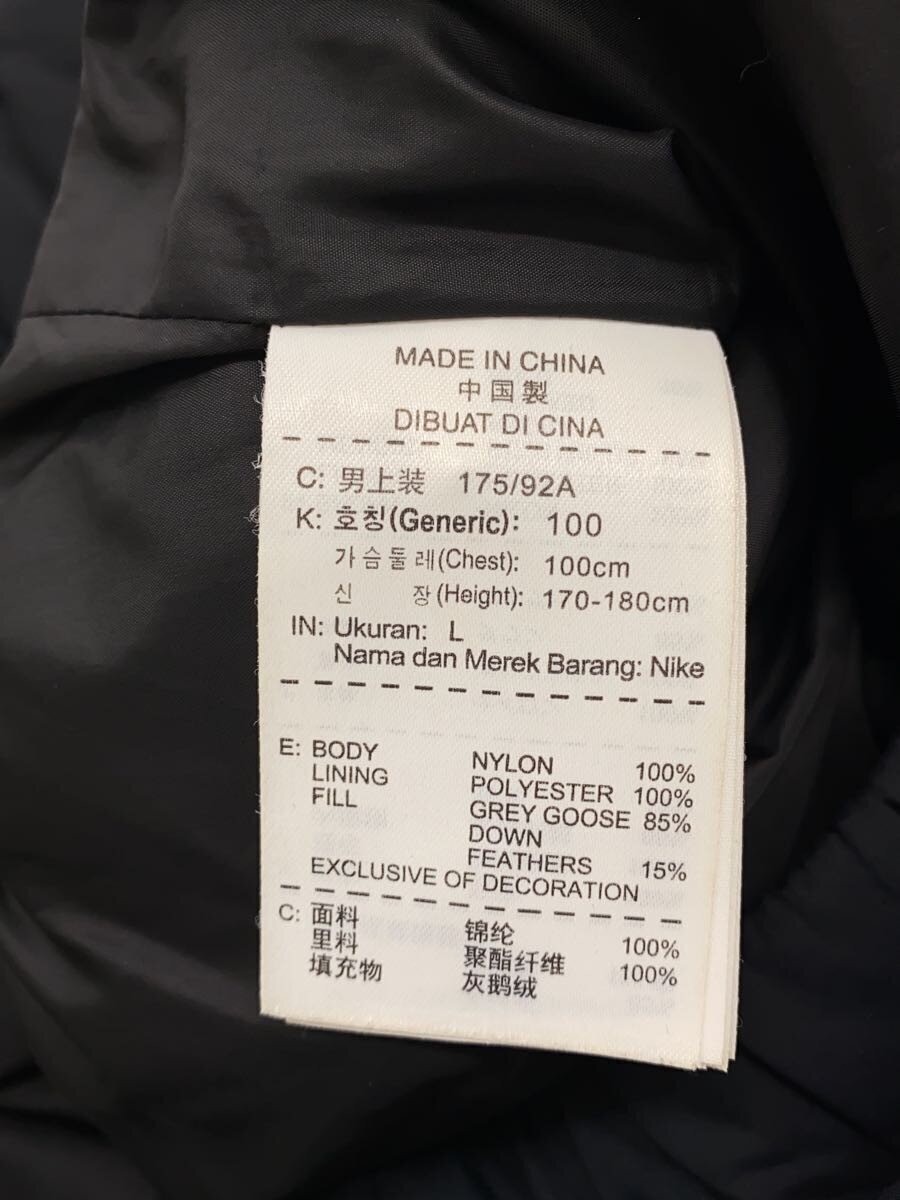 MADE IN CHINA
中国製
DIBUAT DI CINA
C: 男上装 175/92A
K: 호칭(Generic): 100
가슴둘레(Chest): 100cm
신 장(Height): 170-180cm
IN: Ukuran: L
Nama dan Merek Barang: Nike
E: BODY NYLON 100%
LINING POLYESTER 100%
FILL GREY GOOSE 85%
DOWN
FEATHERS 15%
EXCLUSIVE OF DECORATION
C: 面料 锦纶 100%
里料 聚酯纤维 100%
填充物 灰鹅绒